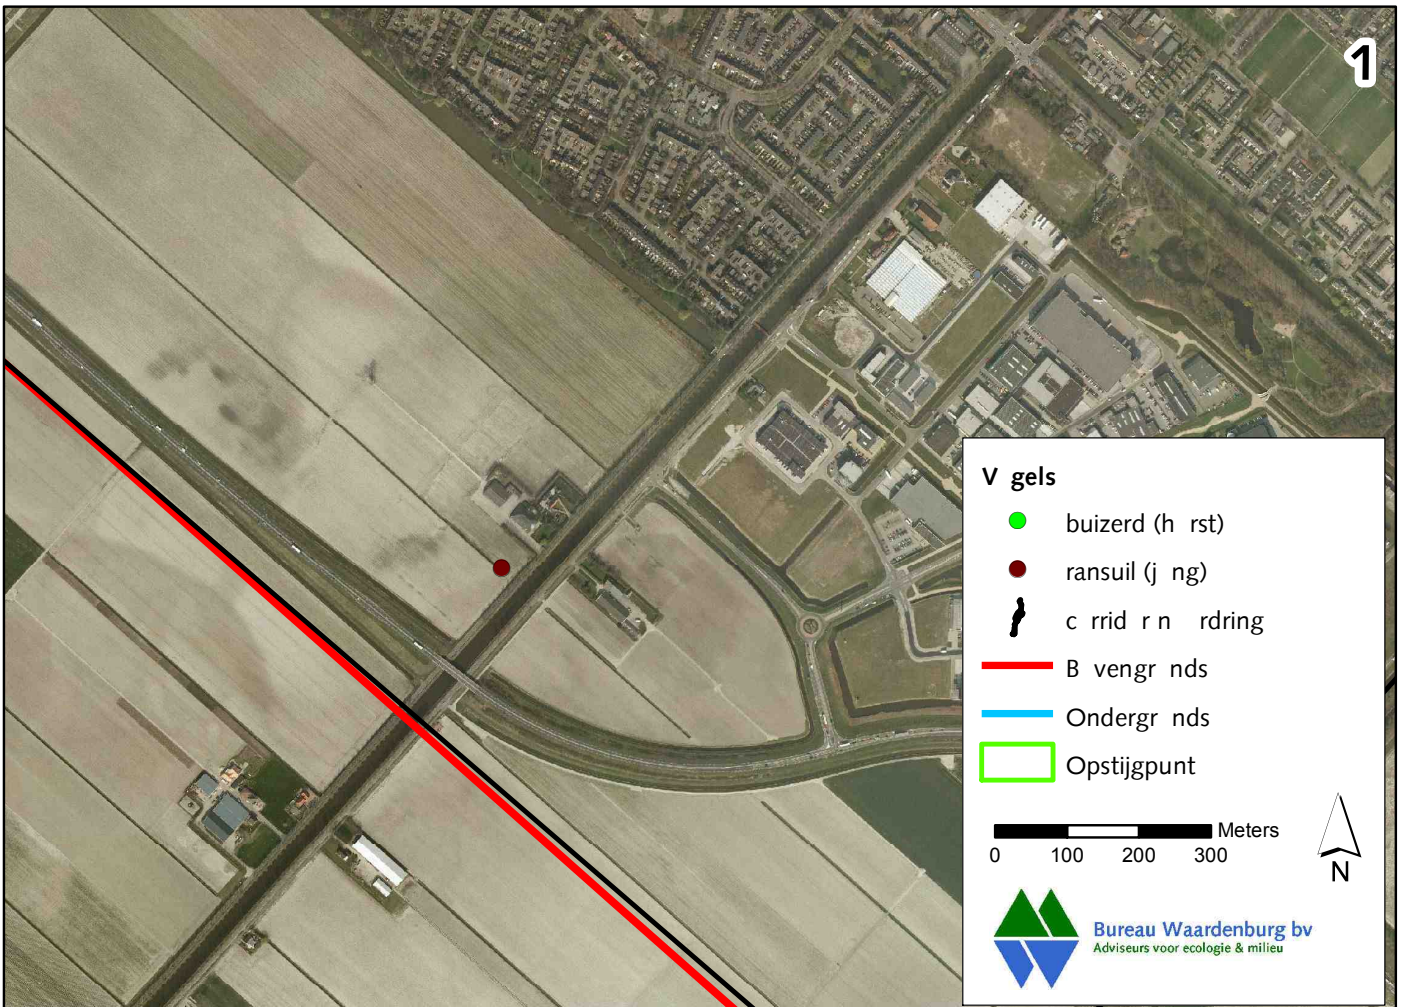 1
V gels
buizerd (h rst)
ransuil (j ng)
c rrid r n rdring
B vengr nds
Ondergr nds
Opstijgpunt
Meters
0 100 200 300
N
Bureau Waardenburg bv
Adviseurs voor ecologie & milieu